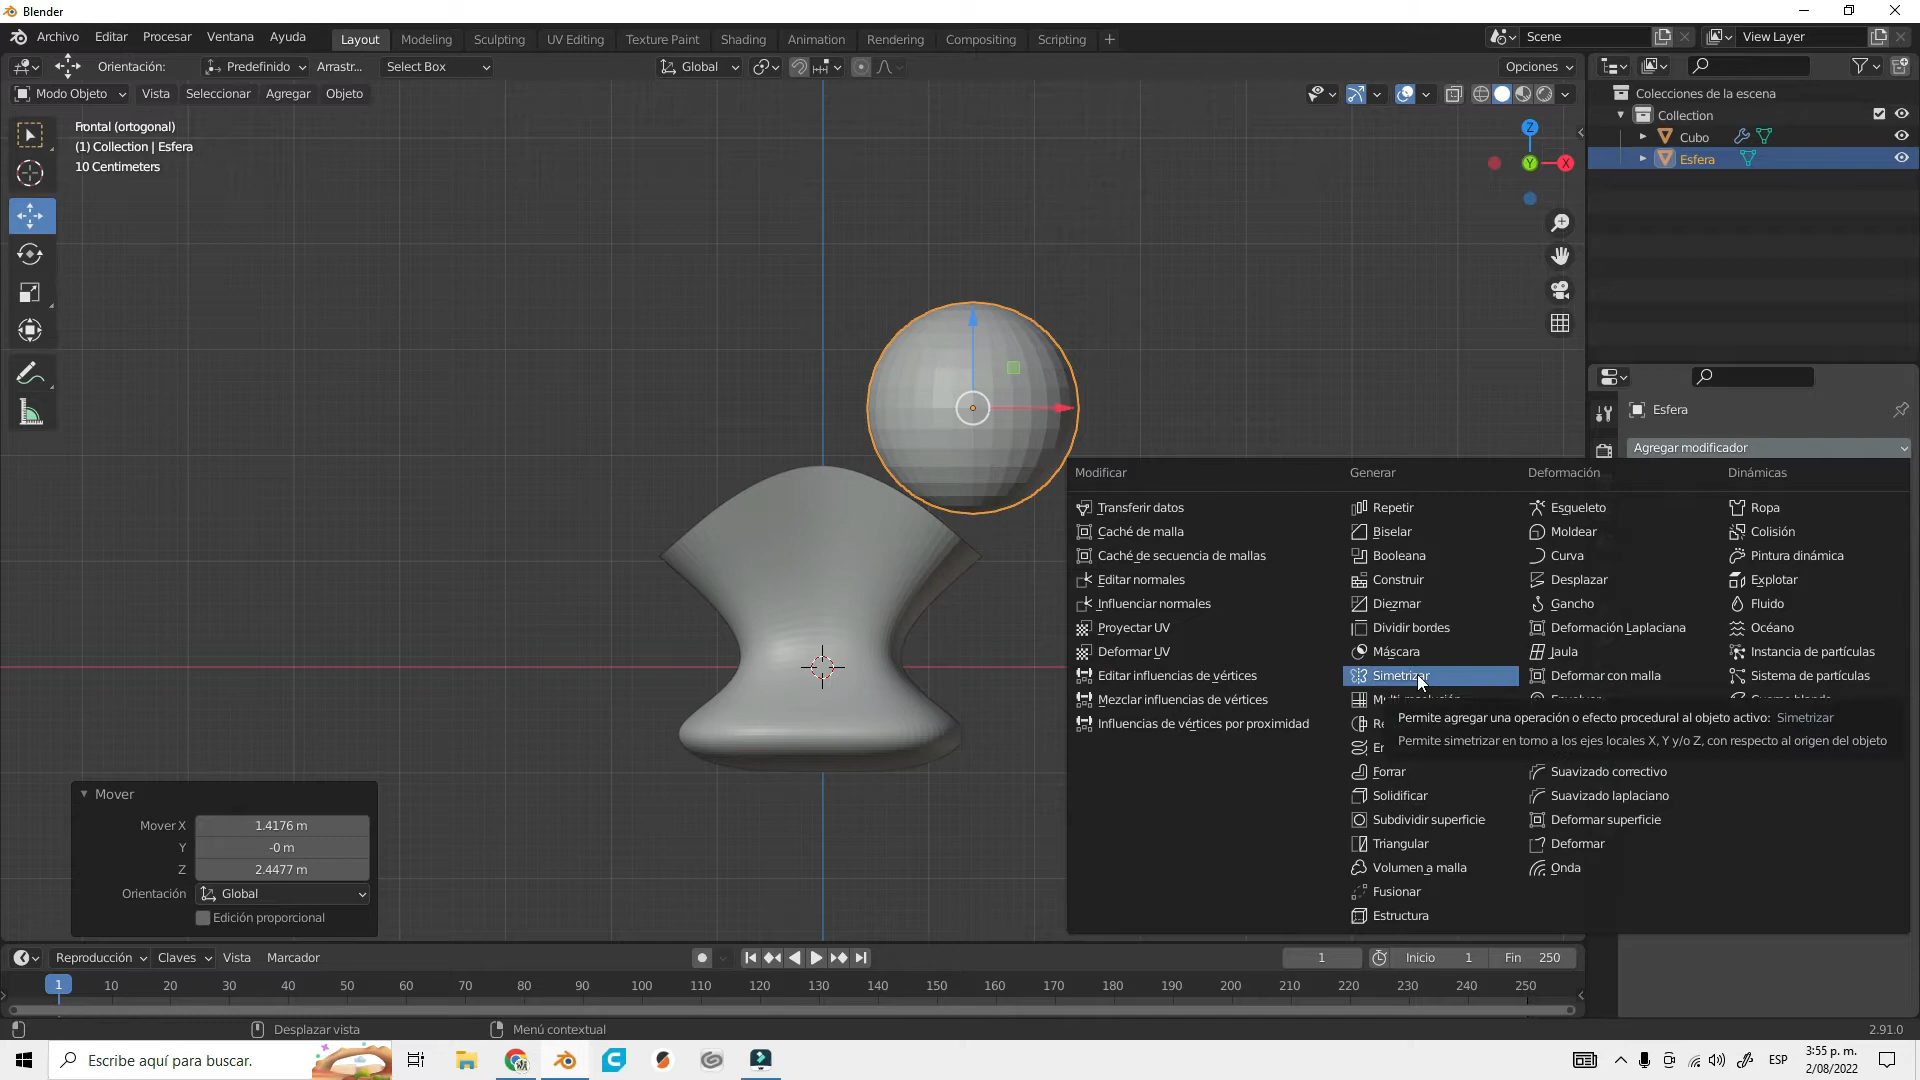 Blender
Archivo Editar Procesar Ventana Ayuda Layout Modeling Sculpting UV Editing Texture Paint Shading Animation Rendering Compositing Scripting + Scene View Layer
Orientación: Predefinido Arrastr... Select Box Global Opciones
Modo Objeto Vista Seleccionar Agregar Objeto
Colecciones de la escena
Collection
Cubo
Esfera
Frontal (ortogonal)
(1) Collection | Esfera
10 Centimeters
Z
Y
X
Esfera
Agregar modificador
Modificar Generar Deformación Dinámicas
Transferir datos Repetir Esqueleto Ropa
Caché de malla Biselar Moldear Colisión
Caché de secuencia de mallas Booleana Curva Pintura dinámica
Editar normales Construir Desplazar Explotar
Influenciar normales Diezmar Gancho Fluido
Proyectar UV Dividir bordes Deformación Laplaciana Océano
Deformar UV Máscara Jaula Instancia de partículas
Editar influencias de vértices Simetrizar Deformar con malla Sistema de partículas
Mezclar influencias de vértices
Influencias de vértices por proximidad Re
Permite agregar una operación o efecto procedural al objeto activo: Simetrizar
Permite simetrizar en torno a los ejes locales X, Y y/o Z, con respecto al origen del objeto
Forrar Suavizado correctivo
Solidificar Suavizado laplaciano
Subdividir superficie Deformar superficie
Triangular Deformar
Volumen a malla Onda
Fusionar
Estructura
Mover
Mover X 1.4176 m
Y -0 m
Z 2.4477 m
Orientación Global
Edición proporcional
Reproducción Claves Vista Marcador 1 Inicio 1 Fin 250
1 10 20 30 40 50 60 70 80 90 100 110 120 130 140 150 160 170 180 190 200 210 220 230 240 250
Desplazar vista Menú contextual 2.91.0
Escribe aquí para buscar. ESP 3:55 p. m.
2/08/2022